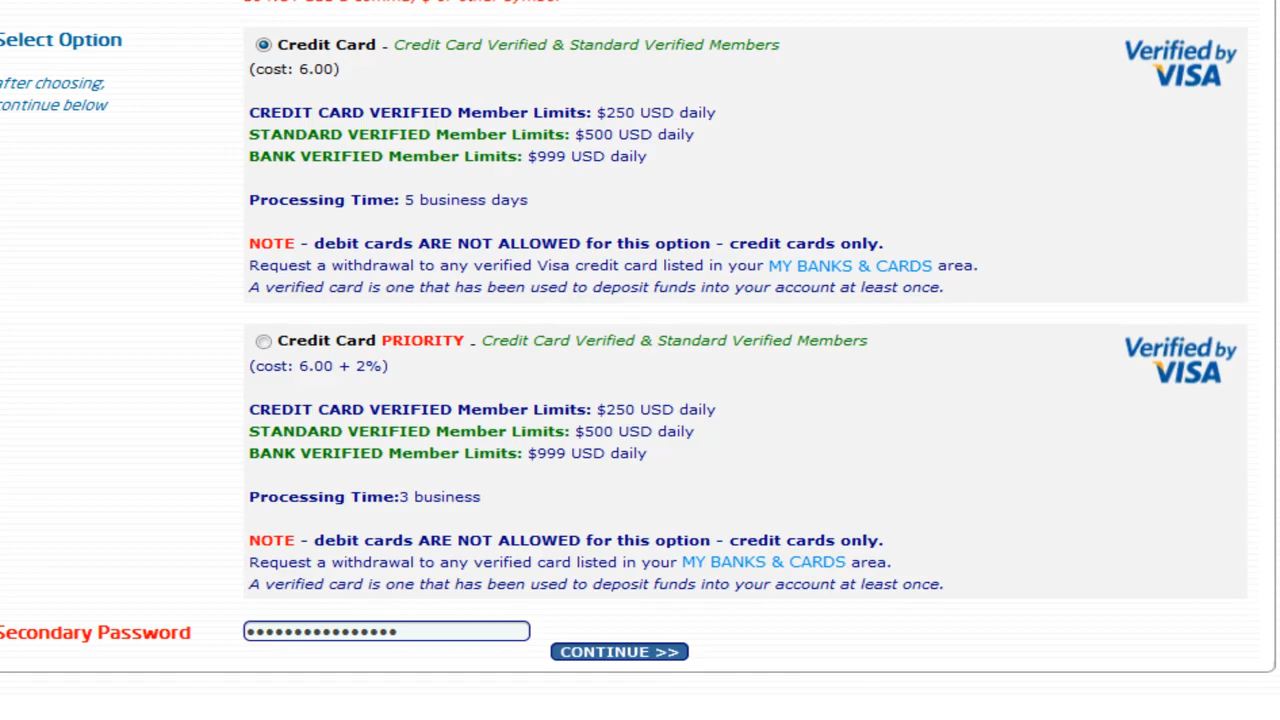 Do NOT use a comma, $ or other symbol
Select Option
after choosing,
continue below
Credit Card - Credit Card Verified & Standard Verified Members
(cost: 6.00)
Verified by
VISA
CREDIT CARD VERIFIED Member Limits: $250 USD daily
STANDARD VERIFIED Member Limits: $500 USD daily
BANK VERIFIED Member Limits: $999 USD daily
Processing Time: 5 business days
NOTE - debit cards ARE NOT ALLOWED for this option - credit cards only.
Request a withdrawal to any verified Visa credit card listed in your MY BANKS & CARDS area.
A verified card is one that has been used to deposit funds into your account at least once.
Credit Card PRIORITY - Credit Card Verified & Standard Verified Members
(cost: 6.00 + 2%)
Verified by
VISA
CREDIT CARD VERIFIED Member Limits: $250 USD daily
STANDARD VERIFIED Member Limits: $500 USD daily
BANK VERIFIED Member Limits: $999 USD daily
Processing Time:3 business
NOTE - debit cards ARE NOT ALLOWED for this option - credit cards only.
Request a withdrawal to any verified card listed in your MY BANKS & CARDS area.
A verified card is one that has been used to deposit funds into your account at least once.
Secondary Password
CONTINUE >>